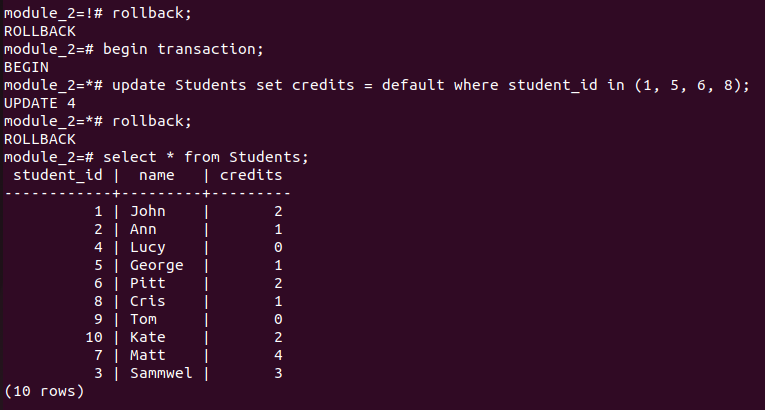 module_2=!# rollback;
ROLLBACK
module_2=# begin transaction;
BEGIN
module_2=*# update Students set credits = default where student_id in (1, 5, 6, 8);
UPDATE 4
module_2=*# rollback;
ROLLBACK
module_2=# select * from Students;
 student_id |  name   | credits
------------+---------+---------
          1 | John    |       2
          2 | Ann     |       1
          4 | Lucy    |       0
          5 | George  |       1
          6 | Pitt    |       2
          8 | Cris    |       1
          9 | Tom     |       0
         10 | Kate    |       2
          7 | Matt    |       4
          3 | Sammwel |       3
(10 rows)